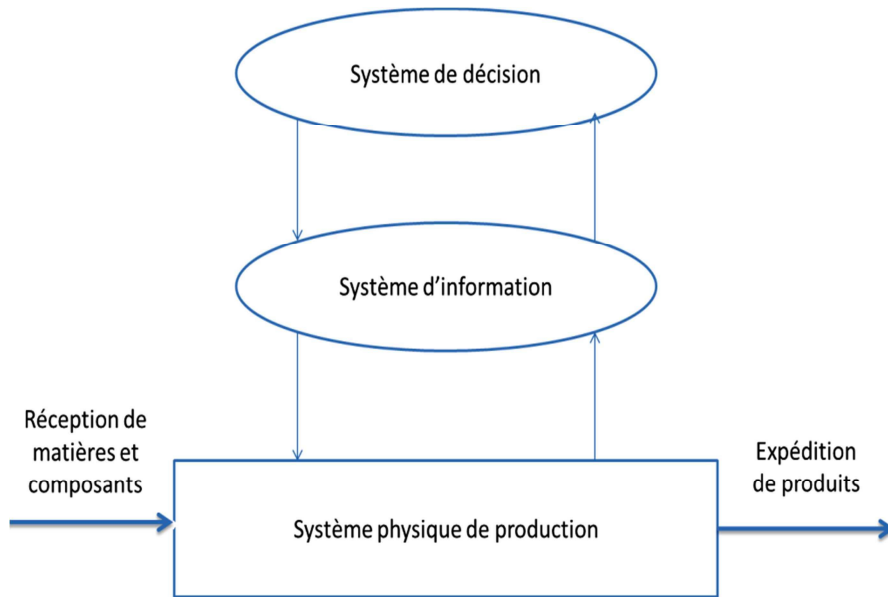 Système de décision
Système d'information
Réception de
matières et
composants
Expédition
de produits
Système physique de production